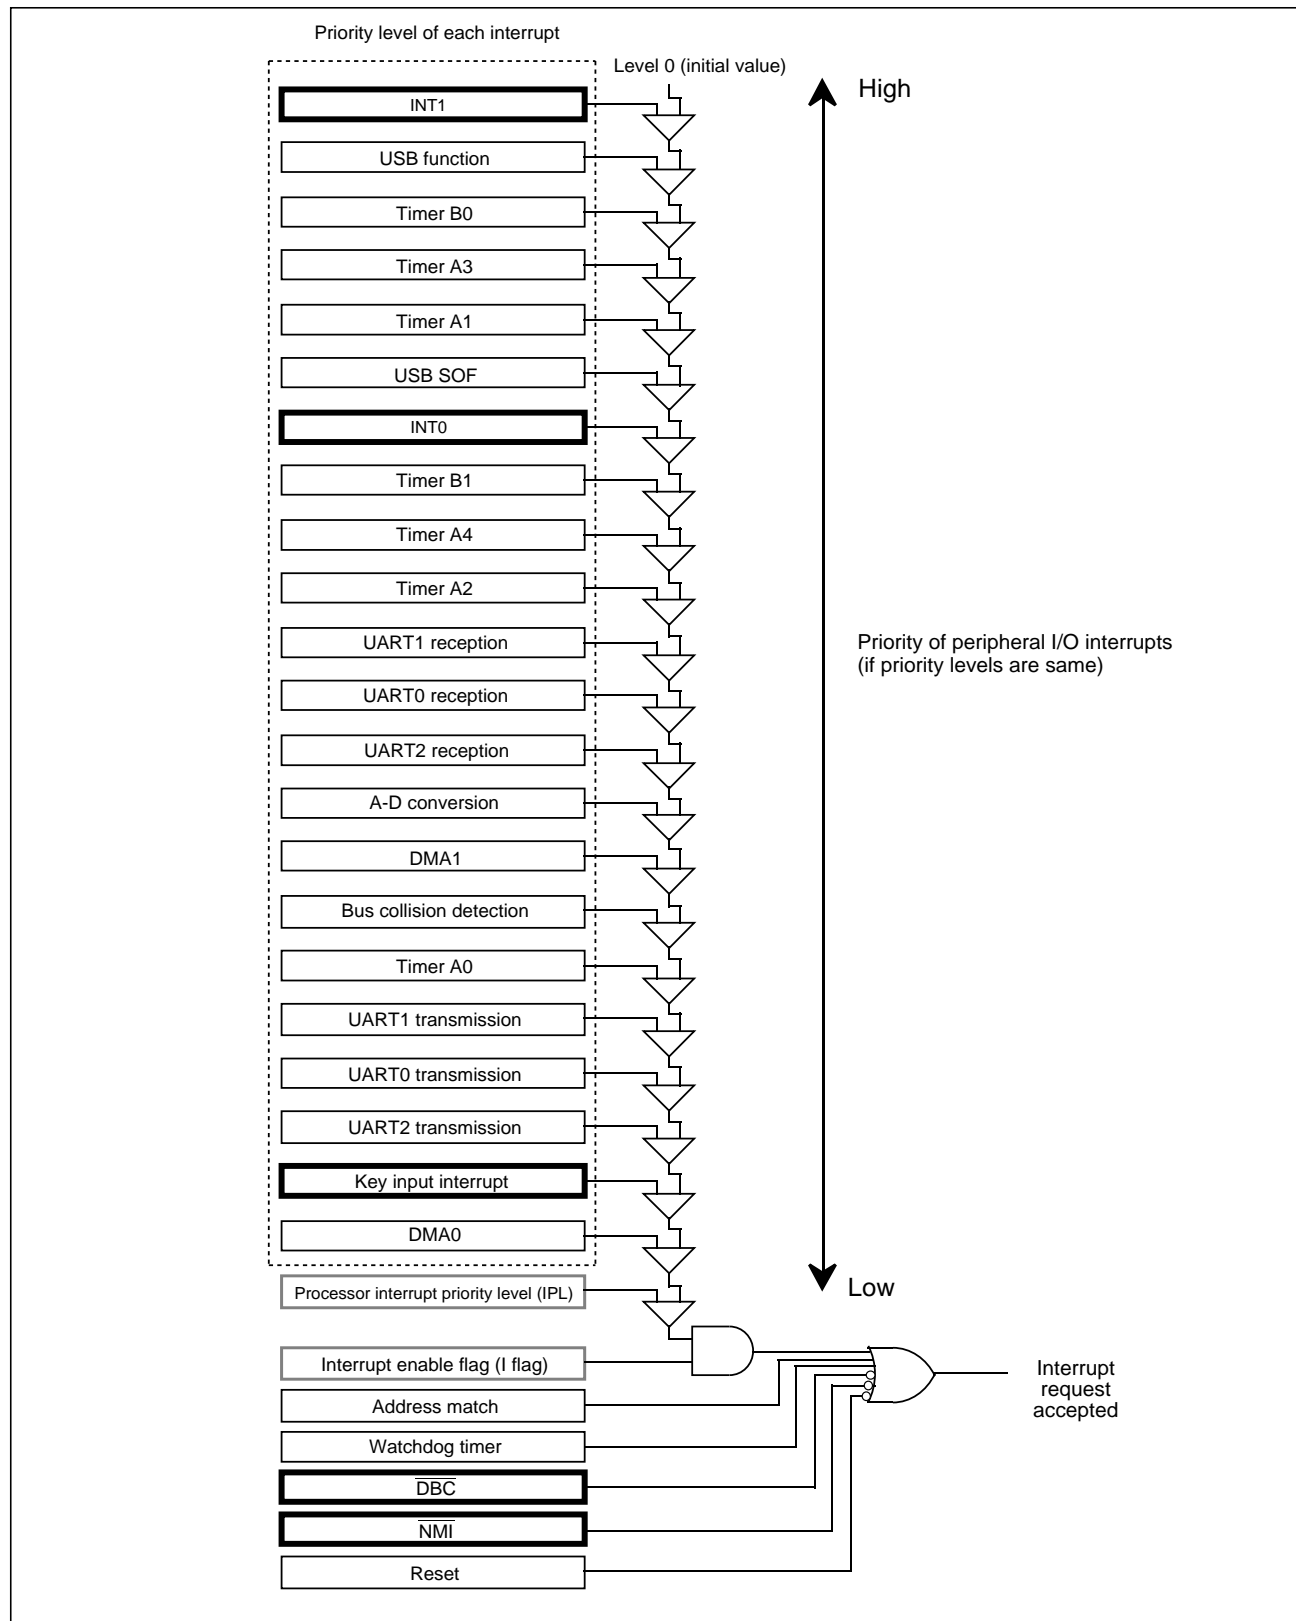 Priority level of each interrupt
Level 0 (initial value)
High
INT1
USB function
Timer B0
Timer A3
Timer A1
USB SOF
INT0
Timer B1
Timer A4
Timer A2
UART1 reception
Priority of peripheral I/O interrupts
(if priority levels are same)
UART0 reception
UART2 reception
A-D conversion
DMA1
Bus collision detection
Timer A0
UART1 transmission
UART0 transmission
UART2 transmission
Key input interrupt
DMA0
Low
Processor interrupt priority level (IPL)
Interrupt enable flag (I flag)
Interrupt
request
accepted
Address match
Watchdog timer
D̅B̅C̅
N̅M̅I̅
Reset